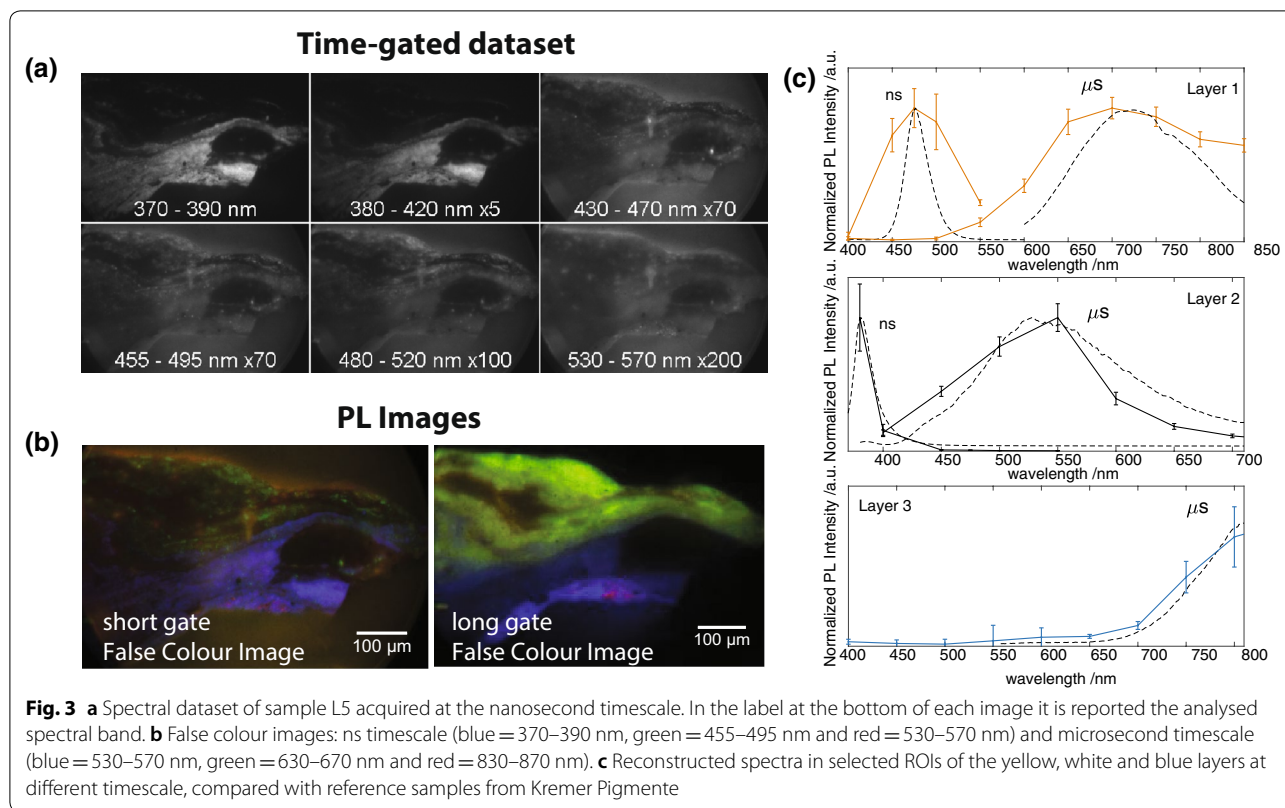 Time-gated dataset
(a)
370 - 390 nm
380 - 420 nm x5
430 - 470 nm x70
455 - 495 nm x70
480 - 520 nm x100
530 - 570 nm x200
PL Images
(b)
short gate
False Colour Image
100 µm
long gate
False Colour Image
100 µm
(c)
Normalized PL Intensity /a.u.
ns
µs
Layer 1
400 450 500 550 600 650 700 750 800 850
wavelength /nm
Normalized PL Intensity /a.u.
ns
µs
Layer 2
400 450 500 550 600 650 700
wavelength /nm
Normalized PL Intensity /a.u.
Layer 3
µs
400 450 500 550 600 650 700 750 800
wavelength /nm
Fig. 3 a Spectral dataset of sample L5 acquired at the nanosecond timescale. In the label at the bottom of each image it is reported the analysed
spectral band. b False colour images: ns timescale (blue = 370–390 nm, green = 455–495 nm and red = 530–570 nm) and microsecond timescale
(blue = 530–570 nm, green = 630–670 nm and red = 830–870 nm). c Reconstructed spectra in selected ROIs of the yellow, white and blue layers at
different timescale, compared with reference samples from Kremer Pigmente